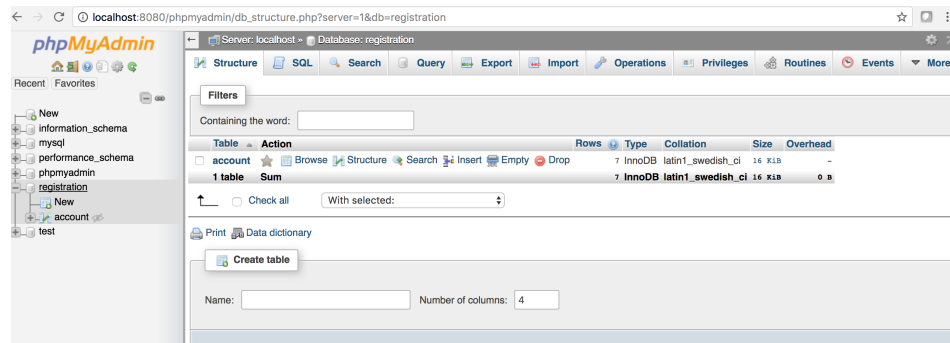 localhost:8080/phpmyadmin/db_structure.php?server=1&db=registration
phpMyAdmin
Recent Favorites
New
information_schema
mysql
performance_schema
phpmyadmin
registration
New
account
test
Server: localhost » Database: registration
Structure SQL Search Query Export Import Operations Privileges Routines Events More
Filters
Containing the word:
Table Action Rows Type Collation Size Overhead
account Browse Structure Search Insert Empty Drop 7 InnoDB latin1_swedish_ci 16 KiB -
1 table Sum 7 InnoDB latin1_swedish_ci 16 KiB 0 B
Check all With selected:
Print Data dictionary
Create table
Name: Number of columns: 4